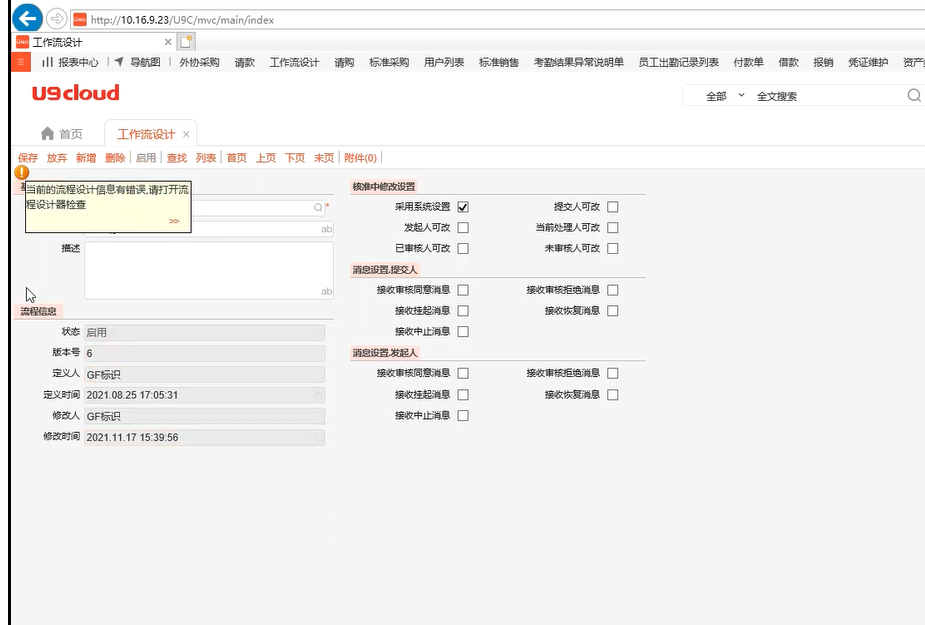 http://10.16.9.23/U9C/mvc/main/index
工作流设计
报表中心 导航图 外协采购 请款 工作流设计 请购 标准采购 用户列表 标准销售 考勤结果异常说明单 员工出勤记录列表 付款单 借款 报销 凭证维护 资产
U9cloud
全部 全文搜索
首页 工作流设计
保存 放弃 新增 删除 启用 查找 列表 首页 上页 下页 末页 附件(0)
当前的流程设计信息有错误,请打开流
程设计器检查
>>
*
ab
描述
ab
流程信息
状态 启用
版本号 6
定义人 GF标识
定义时间 2021.08.25 17:05:31
修改人 GF标识
修改时间 2021.11.17 15:39:56
核准中修改设置
采用系统设置 提交人可改
发起人可改 当前处理人可改
已审核人可改 未审核人可改
消息设置.提交人
接收审核同意消息 接收审核拒绝消息
接收挂起消息 接收恢复消息
接收中止消息
消息设置.发起人
接收审核同意消息 接收审核拒绝消息
接收挂起消息 接收恢复消息
接收中止消息